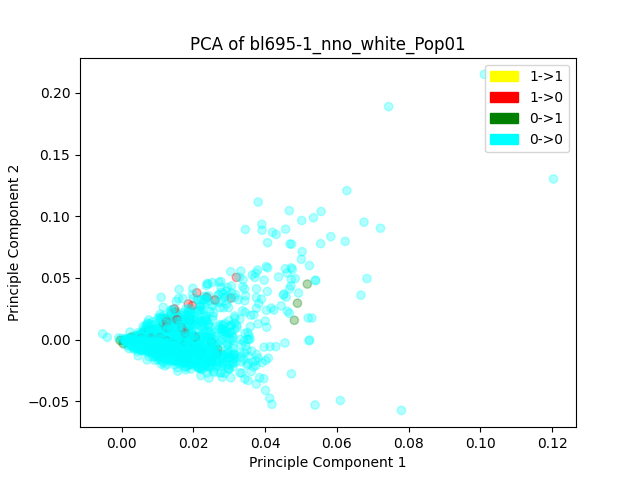 PCA of bl695-1_nno_white_Pop01
1->1
1->0
0->1
0->0
0.20
0.15
0.10
0.05
0.00
−0.05
Principle Component 2
0.00 0.02 0.04 0.06 0.08 0.10 0.12
Principle Component 1